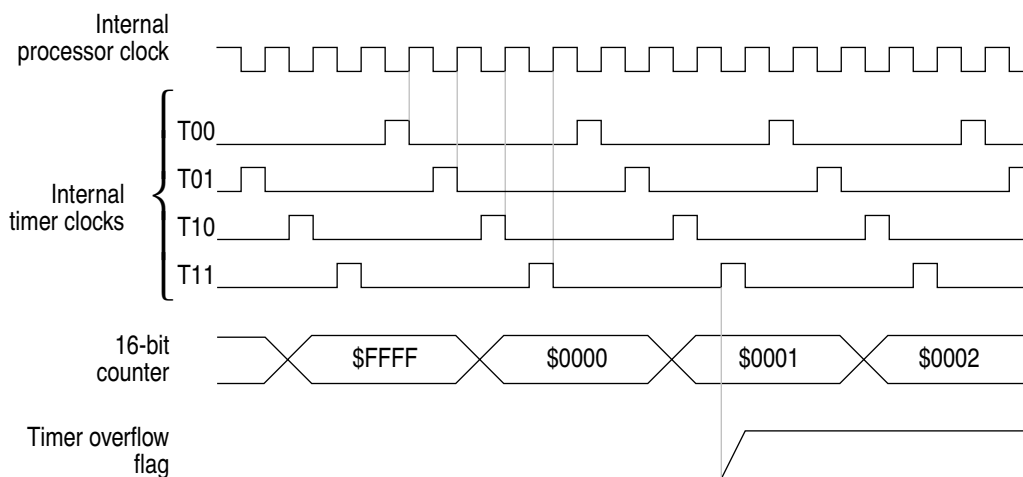 Internal
processor clock
T00
T01
Internal
timer clocks
T10
T11
16-bit
counter
$FFFF
$0000
$0001
$0002
Timer overflow
flag